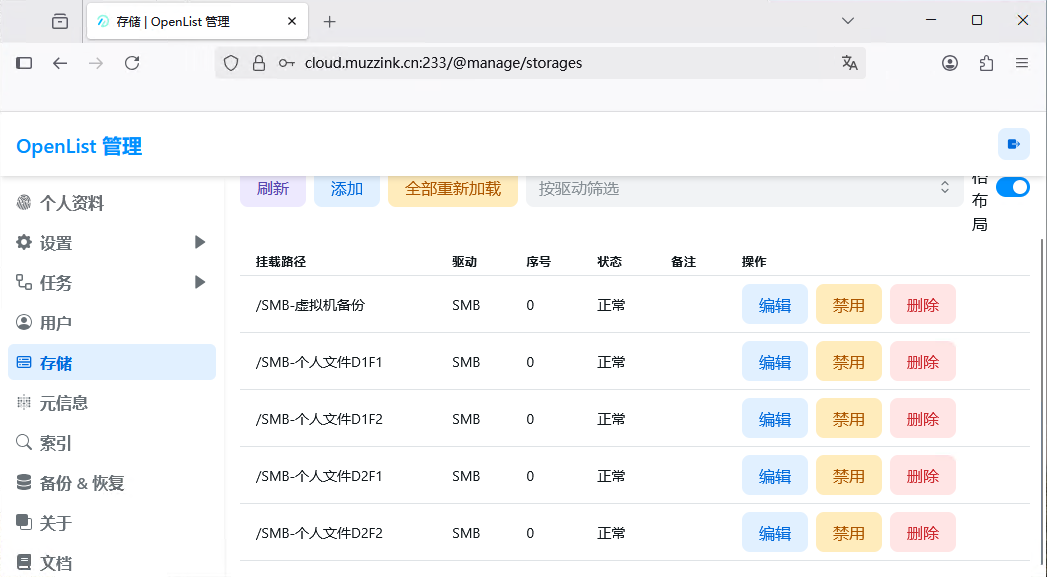 存储 | OpenList 管理
cloud.muzzink.cn:233/@manage/storages
OpenList 管理
个人资料
设置
任务
用户
存储
元信息
索引
备份 & 恢复
关于
文档
刷新 添加 全部重新加载 按驱动筛选
布
局
挂载路径 驱动 序号 状态 备注 操作
/SMB-虚拟机备份 SMB 0 正常 编辑 禁用 删除
/SMB-个人文件D1F1 SMB 0 正常 编辑 禁用 删除
/SMB-个人文件D1F2 SMB 0 正常 编辑 禁用 删除
/SMB-个人文件D2F1 SMB 0 正常 编辑 禁用 删除
/SMB-个人文件D2F2 SMB 0 正常 编辑 禁用 删除